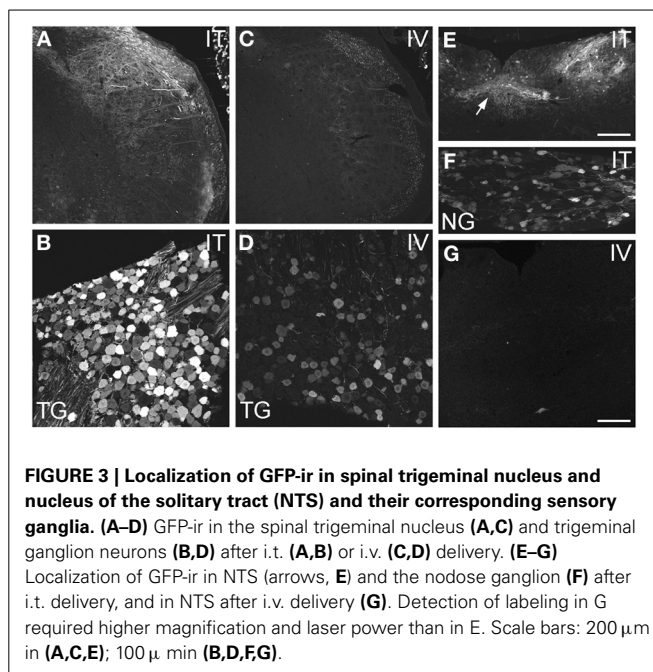 A IT
C IV
E IT
F IT
NG
B IT
TG
D IV
TG
G IV
FIGURE 3 | Localization of GFP-ir in spinal trigeminal nucleus and
nucleus of the solitary tract (NTS) and their corresponding sensory
ganglia. (A–D) GFP-ir in the spinal trigeminal nucleus (A,C) and trigeminal
ganglion neurons (B,D) after i.t. (A,B) or i.v. (C,D) delivery. (E–G)
Localization of GFP-ir in NTS (arrows, E) and the nodose ganglion (F) after
i.t. delivery, and in NTS after i.v. delivery (G). Detection of labeling in G
required higher magnification and laser power than in E. Scale bars: 200 μm
in (A,C,E); 100 μ min (B,D,F,G).